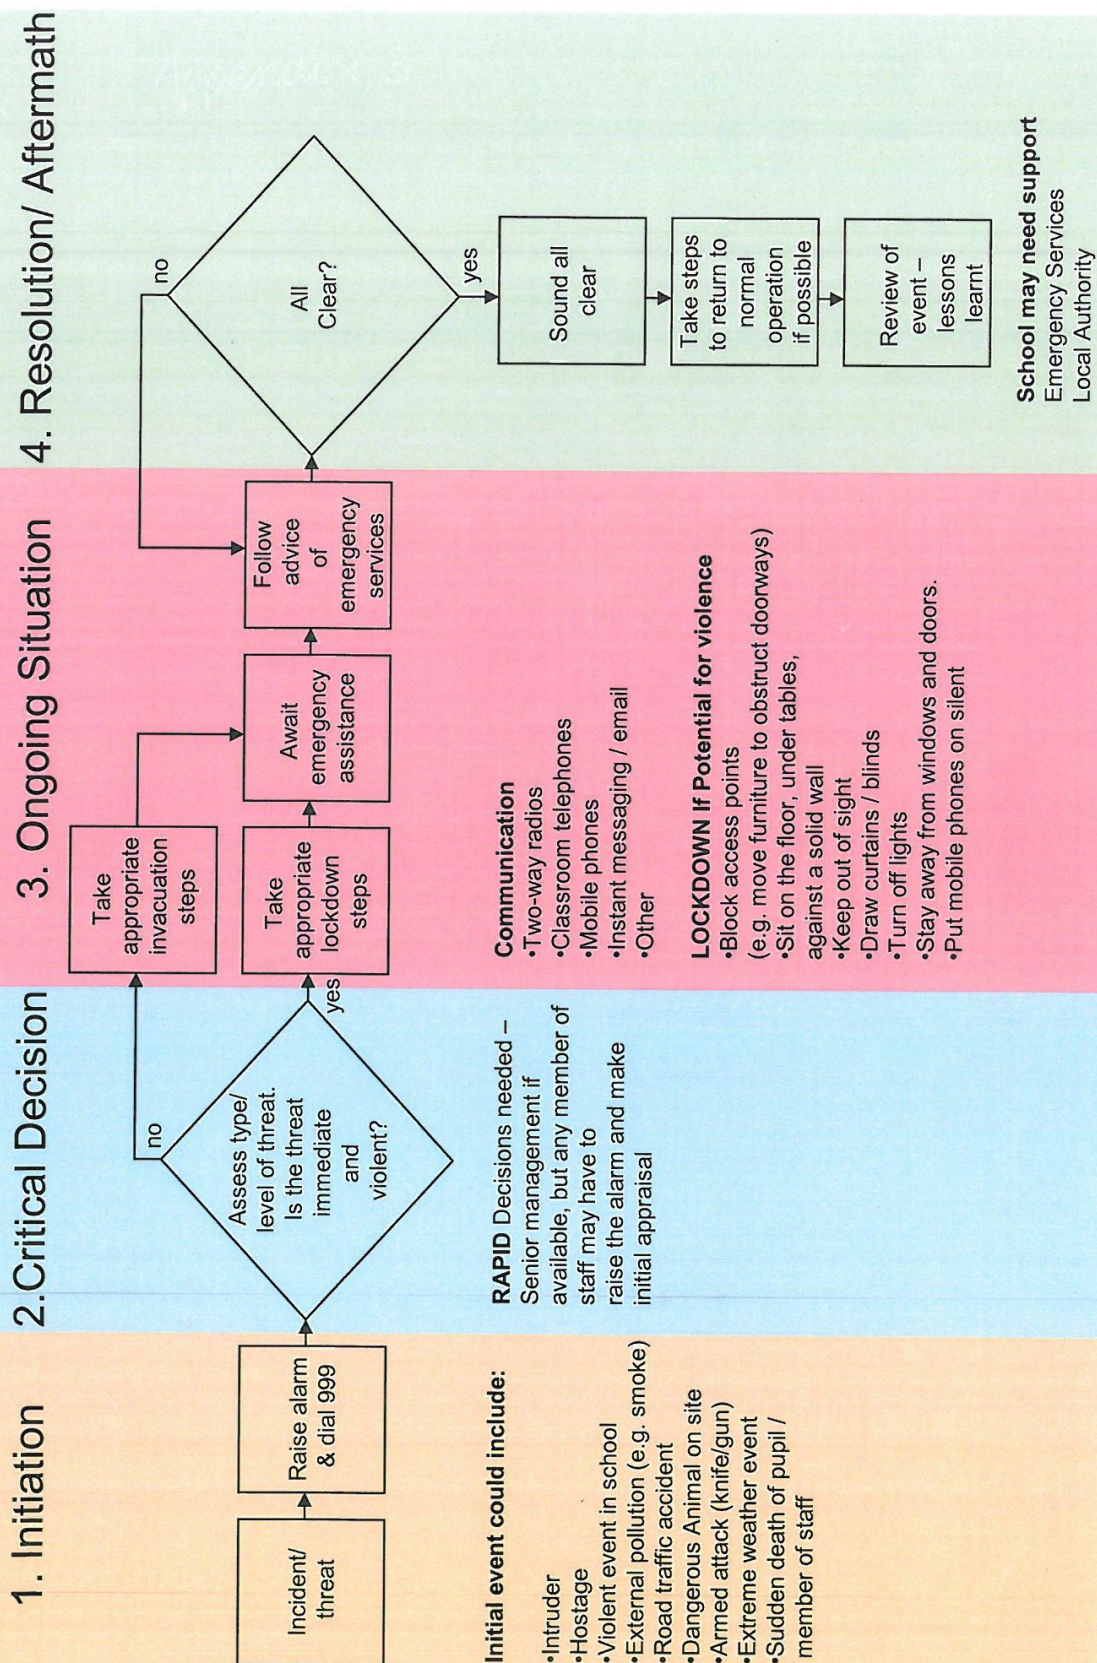 1. Initiation
Incident/
threat
Raise alarm
& dial 999
Initial event could include:
•Intruder
•Hostage
•Violent event in school
•External pollution (e.g. smoke)
•Road traffic accident
•Dangerous Animal on site
•Armed attack (knife/gun)
•Extreme weather event
•Sudden death of pupil /
member of staff
2.Critical Decision
Assess type/
level of threat.
Is the threat
immediate
and
violent?
no
yes
RAPID Decisions needed –
Senior management if
available, but any member of
staff may have to
raise the alarm and make
initial appraisal
3. Ongoing Situation
Take
appropriate
invacuation
steps
Take
appropriate
lockdown
steps
Await
emergency
assistance
Follow
advice
of
emergency
services
Communication
•Two-way radios
•Classroom telephones
•Mobile phones
•Instant messaging / email
•Other
LOCKDOWN If Potential for violence
•Block access points
(e.g. move furniture to obstruct doorways)
•Sit on the floor, under tables,
against a solid wall
•Keep out of sight
•Draw curtains / blinds
•Turn off lights
•Stay away from windows and doors.
•Put mobile phones on silent
4. Resolution/ Aftermath
All
Clear?
no
yes
Sound all
clear
Take steps
to return to
normal
operation
if possible
Review of
event –
lessons
learnt
School may need support
Emergency Services
Local Authority
Appendix